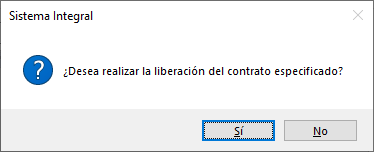 Sistema Integral
¿Desea realizar la liberación del contrato especificado?
Sí
No